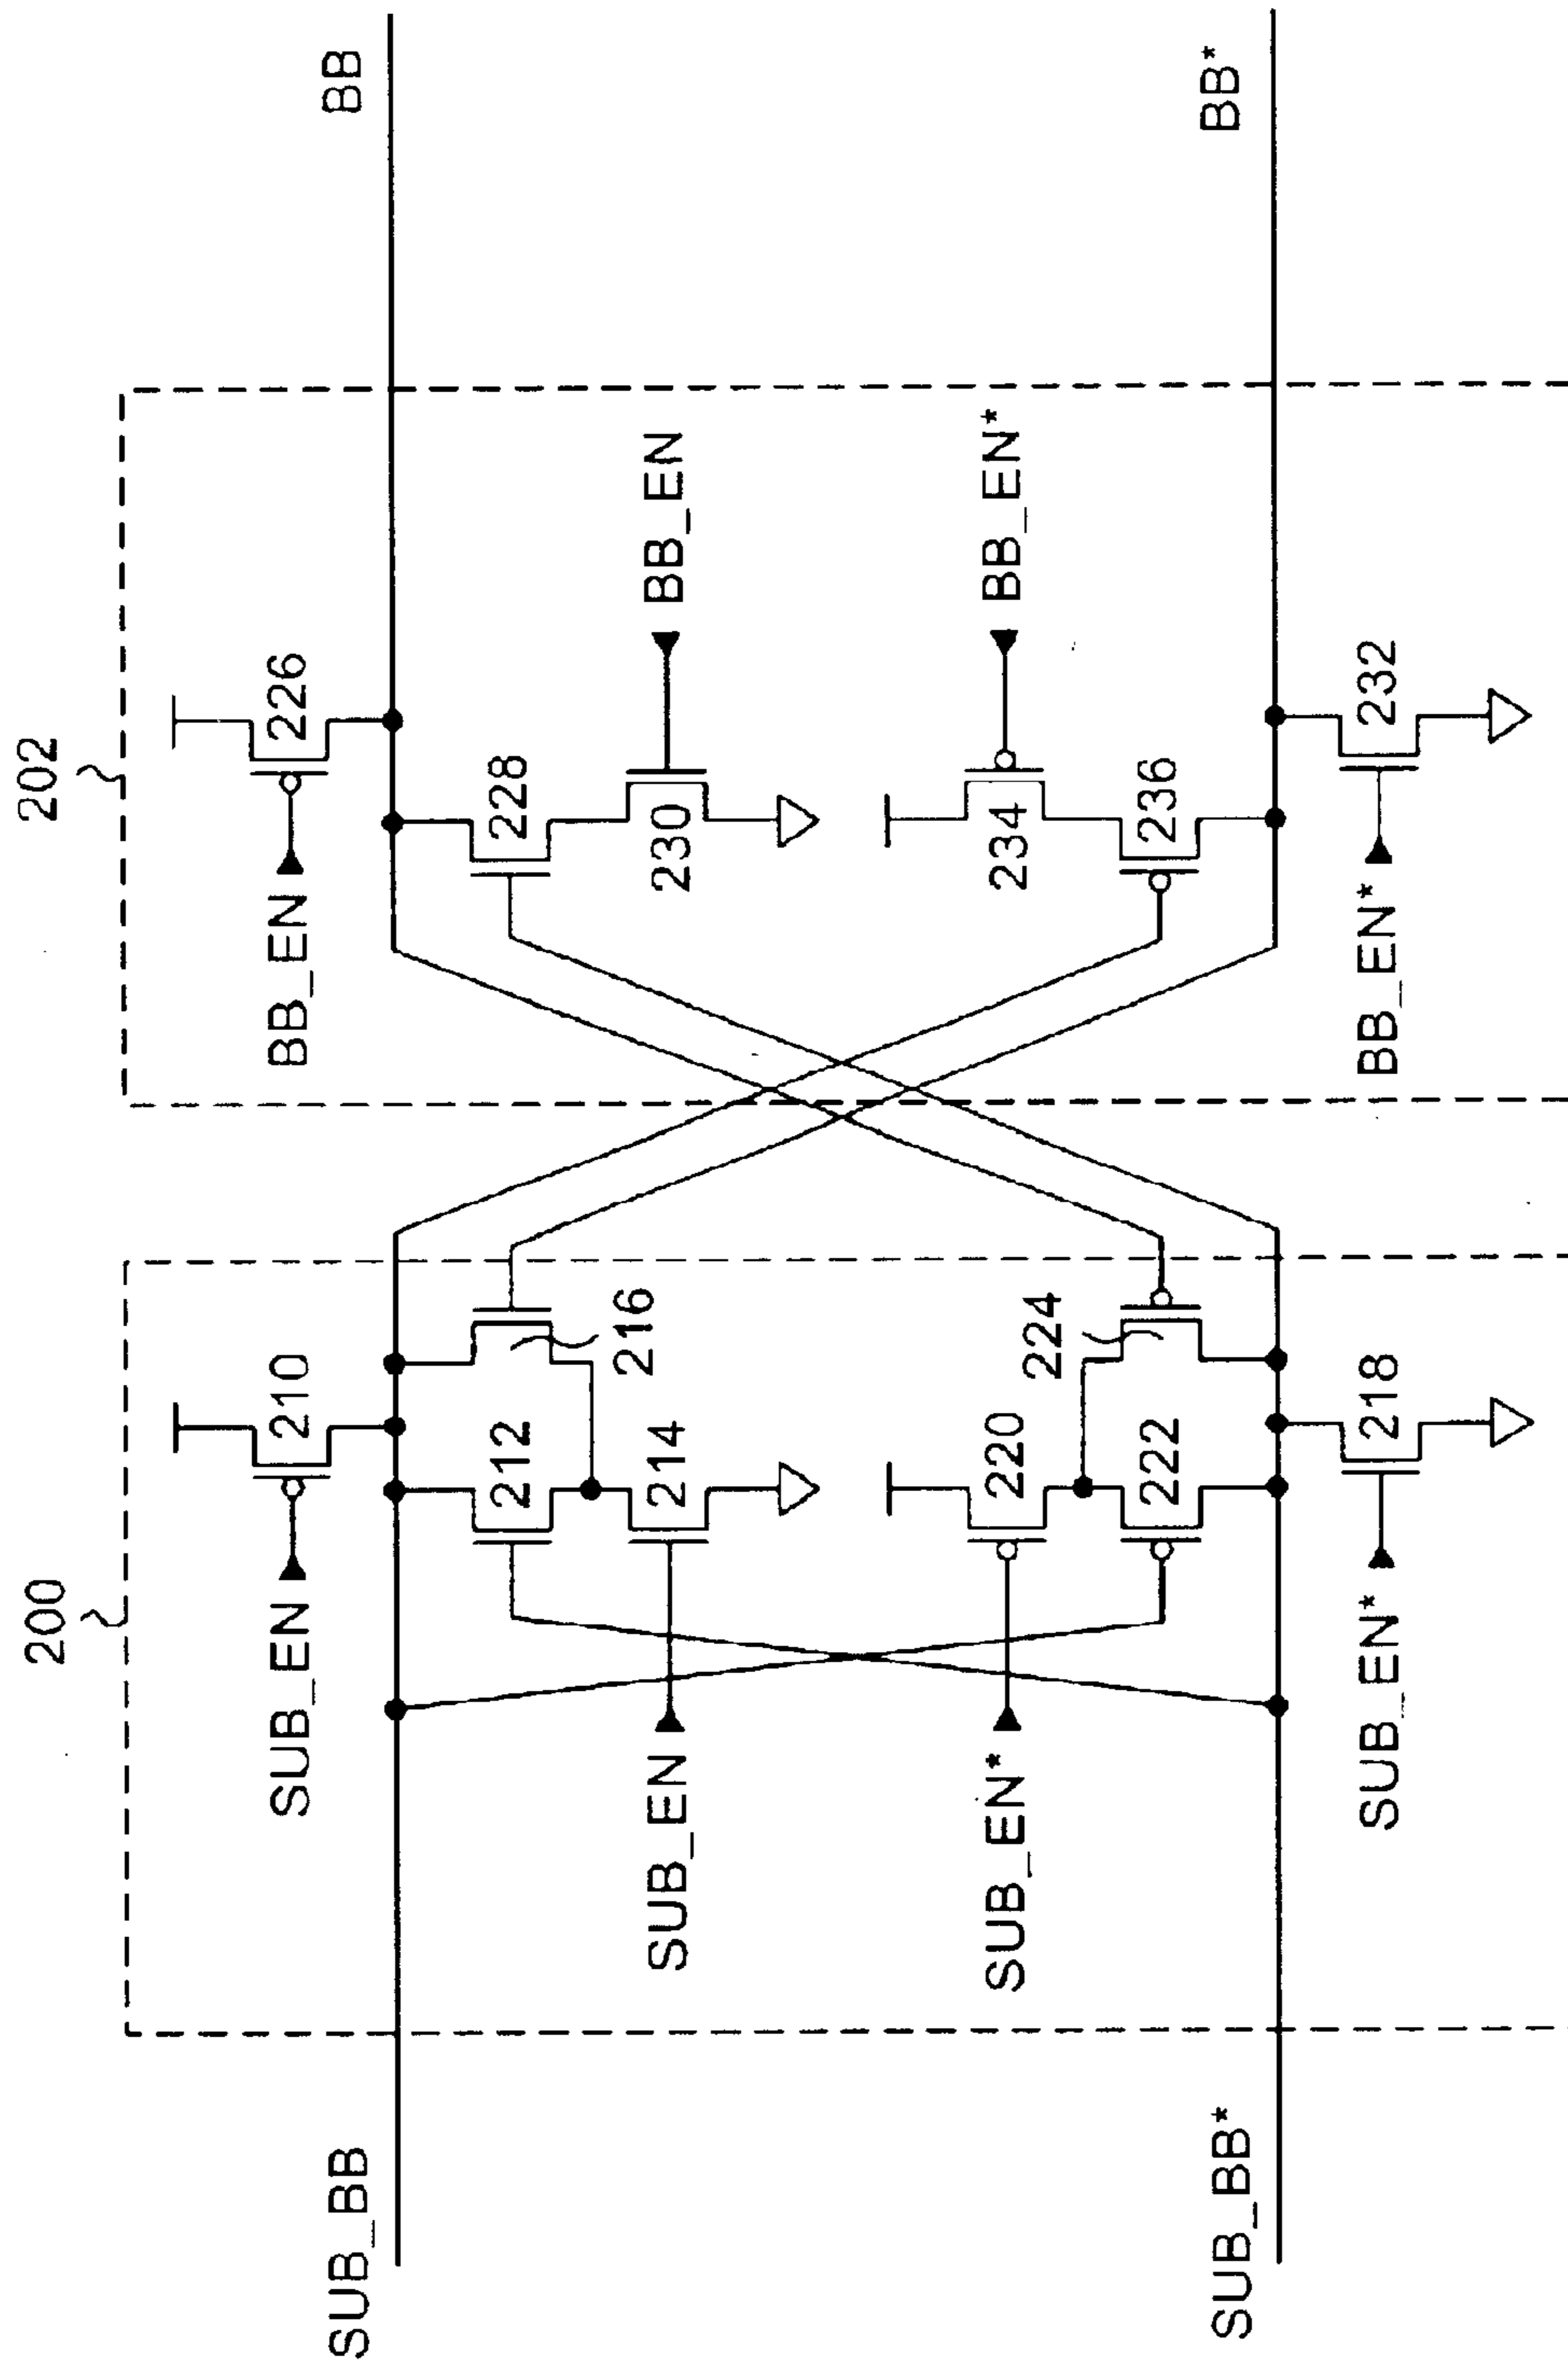 200
202
SUB_EN
210
BB_EN
226
SUB_BB
BB
212
216
228
SUB_EN
214
230
BB_EN
SUB_EN*
220
224
234
BB_EN*
222
236
SUB_BB*
BB*
SUB_EN*
218
BB_EN*
232